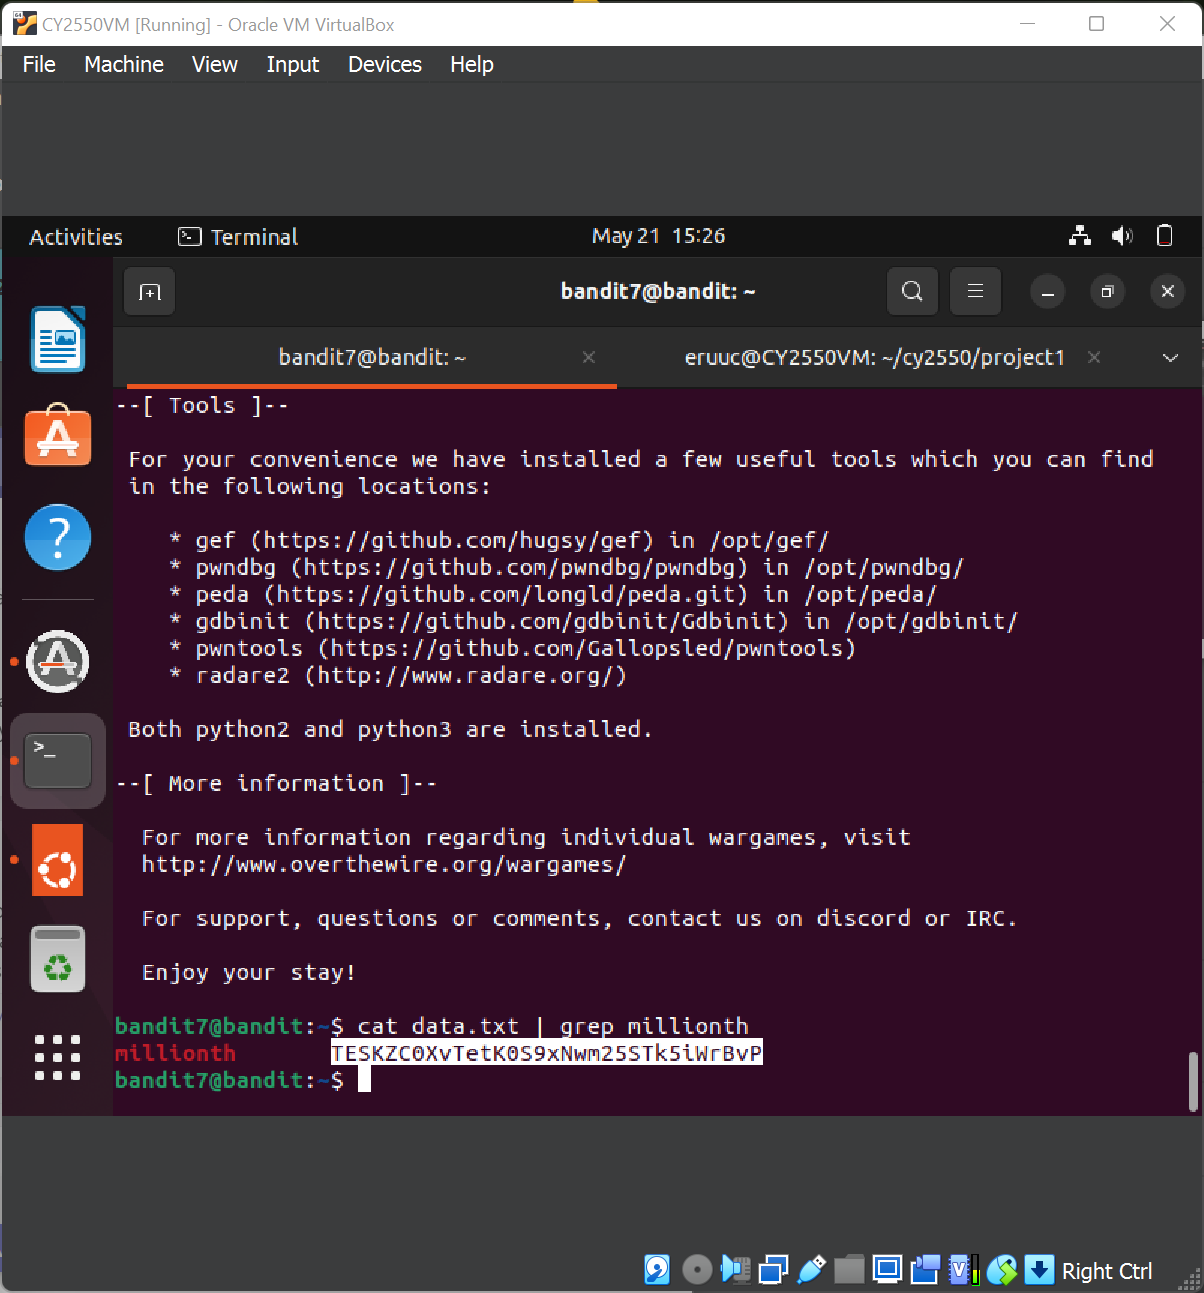 CY2550VM [Running] - Oracle VM VirtualBox
File Machine View Input Devices Help
Activities Terminal May 21 15:26
bandit7@bandit: ~
bandit7@bandit: ~ eruuc@CY2550VM: ~/cy2550/project1
--[ Tools ]--
For your convenience we have installed a few useful tools which you can find
in the following locations:
* gef (https://github.com/hugsy/gef) in /opt/gef/
* pwndbg (https://github.com/pwndbg/pwndbg) in /opt/pwndbg/
* peda (https://github.com/longld/peda.git) in /opt/peda/
* gdbinit (https://github.com/gdbinit/Gdbinit) in /opt/gdbinit/
* pwntools (https://github.com/Gallopsled/pwntools)
* radare2 (http://www.radare.org/)
Both python2 and python3 are installed.
--[ More information ]--
For more information regarding individual wargames, visit
http://www.overthewire.org/wargames/
For support, questions or comments, contact us on discord or IRC.
Enjoy your stay!
bandit7@bandit:~$ cat data.txt | grep millionth
millionth TESKZC0XvTetK0S9xNwm25STk5iWrBvP
bandit7@bandit:~$
Right Ctrl